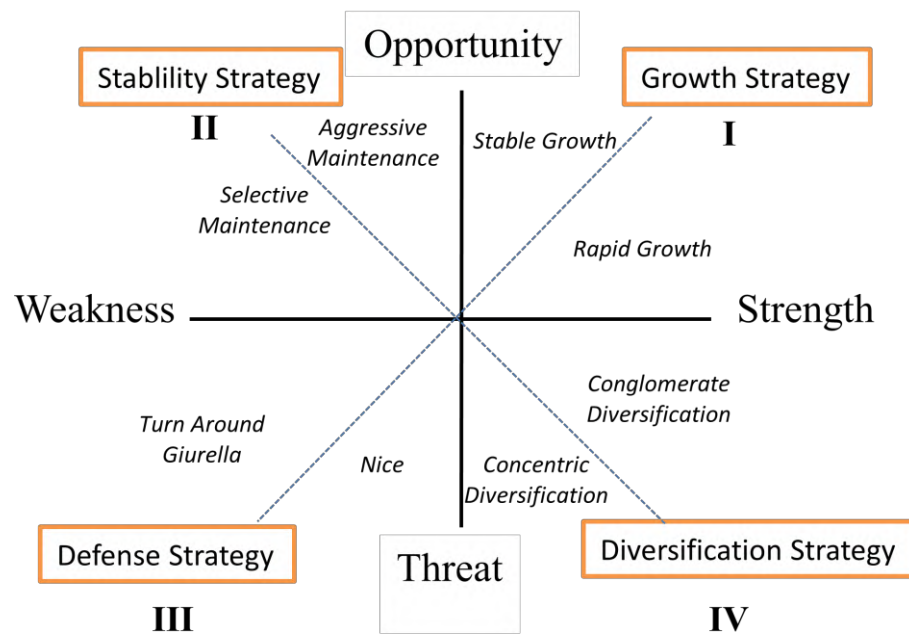 Opportunity
Stablility Strategy
Growth Strategy
II
I
Aggressive
Maintenance
Stable Growth
Selective
Maintenance
Rapid Growth
Weakness
Strength
Conglomerate
Diversification
Turn Around
Giurella
Nice
Concentric
Diversification
Defense Strategy
Threat
Diversification Strategy
III
IV